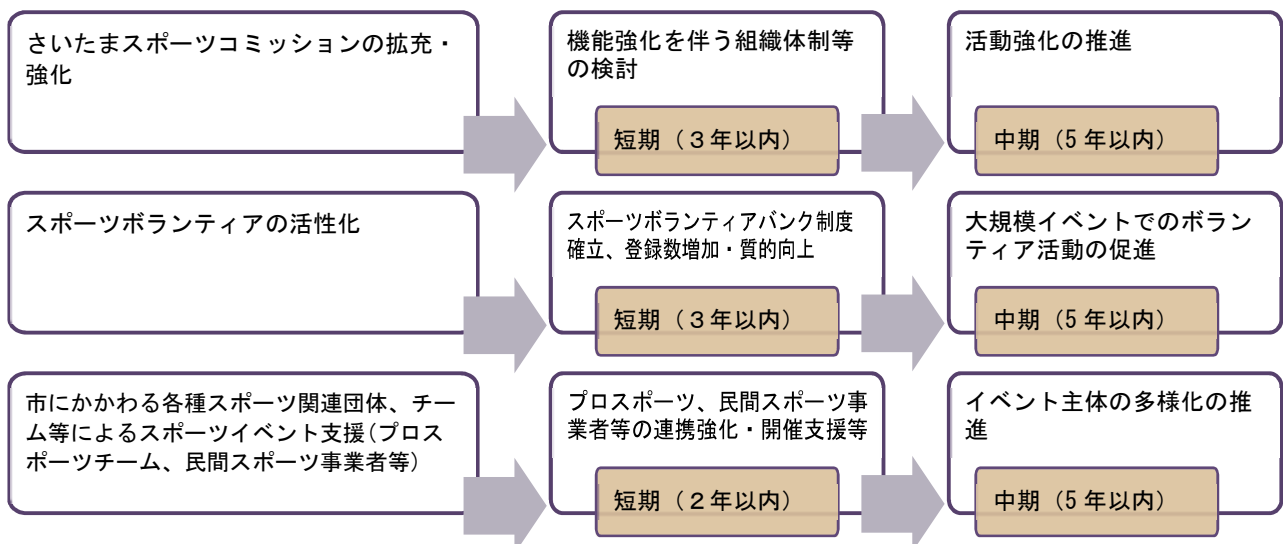 さいたまスポーツコミッションの拡充・
強化
機能強化を伴う組織体制等
の検討
短期（３年以内）
活動強化の推進
中期（5 年以内）
スポーツボランティアの活性化
スポーツボランティアバンク制度
確立、登録数増加・質的向上
短期（３年以内）
大規模イベントでのボラン
ティア活動の促進
中期（5 年以内）
市にかかわる各種スポーツ関連団体、チー
ム等によるスポーツイベント支援(プロス
ポーツチーム、民間スポーツ事業者等)
プロスポーツ、民間スポーツ事
業者等の連携強化・開催支援等
短期（２年以内）
イベント主体の多様化の推
進
中期（5 年以内）